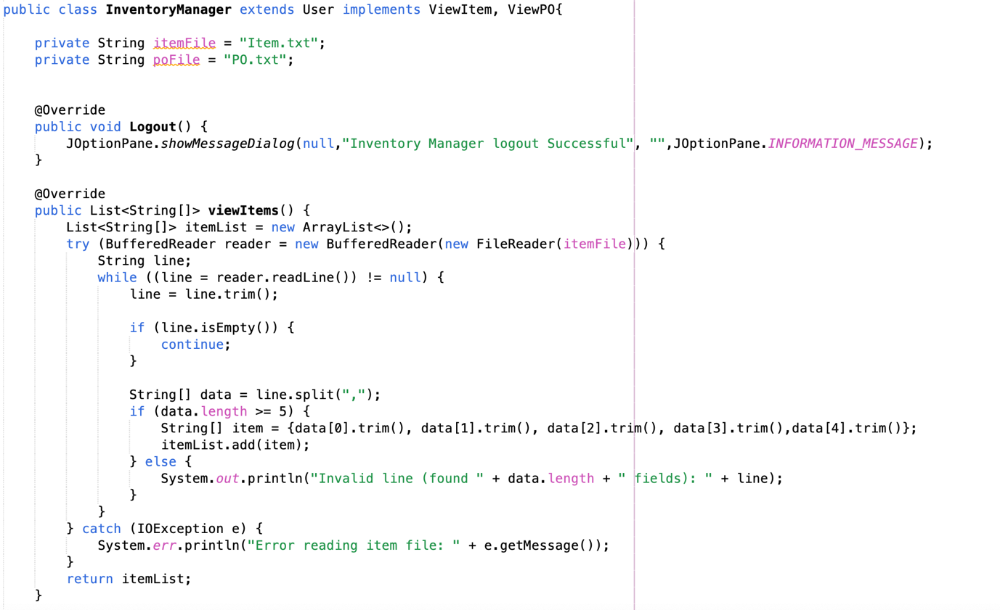 public class InventoryManager extends User implements ViewItem, ViewPO{
private String itemFile = "Item.txt";
private String poFile = "PO.txt";
@Override
public void Logout() {
JOptionPane.showMessageDialog(null,"Inventory Manager logout Successful", "",JOptionPane.INFORMATION_MESSAGE);
}
@Override
public List<String[]> viewItems() {
List<String[]> itemList = new ArrayList<>();
try (BufferedReader reader = new BufferedReader(new FileReader(itemFile))) {
String line;
while ((line = reader.readLine()) != null) {
line = line.trim();
if (line.isEmpty()) {
continue;
}
String[] data = line.split(",");
if (data.length >= 5) {
String[] item = {data[0].trim(), data[1].trim(), data[2].trim(), data[3].trim(),data[4].trim()};
itemList.add(item);
} else {
System.out.println("Invalid line (found " + data.length + " fields): " + line);
}
}
} catch (IOException e) {
System.err.println("Error reading item file: " + e.getMessage());
}
return itemList;
}